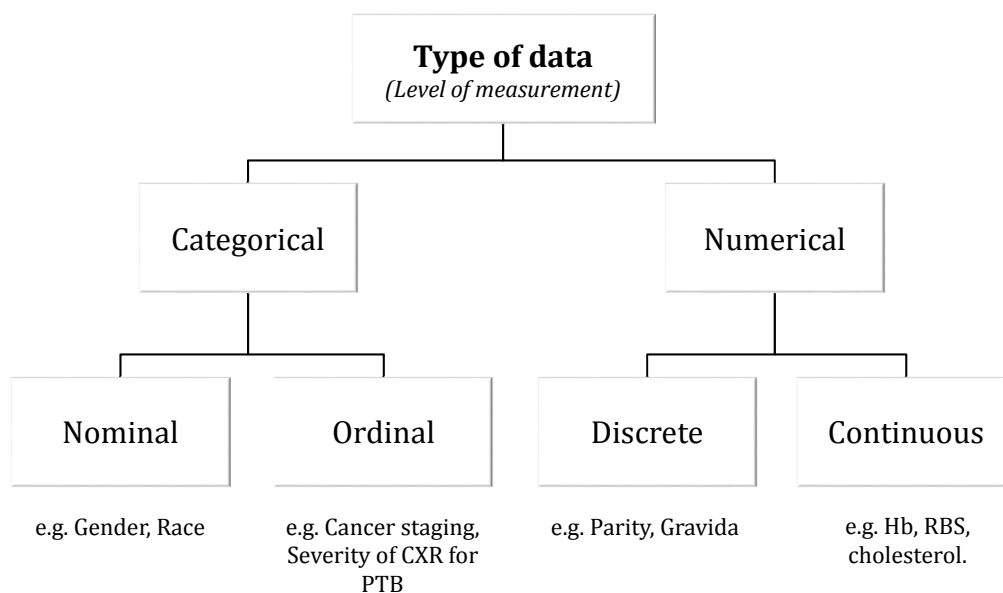 Type of data
(Level of measurement)
Categorical
Numerical
Nominal
Ordinal
Discrete
Continuous
e.g. Gender, Race
e.g. Cancer staging,
Severity of CXR for
PTB
e.g. Parity, Gravida
e.g. Hb, RBS,
cholesterol.